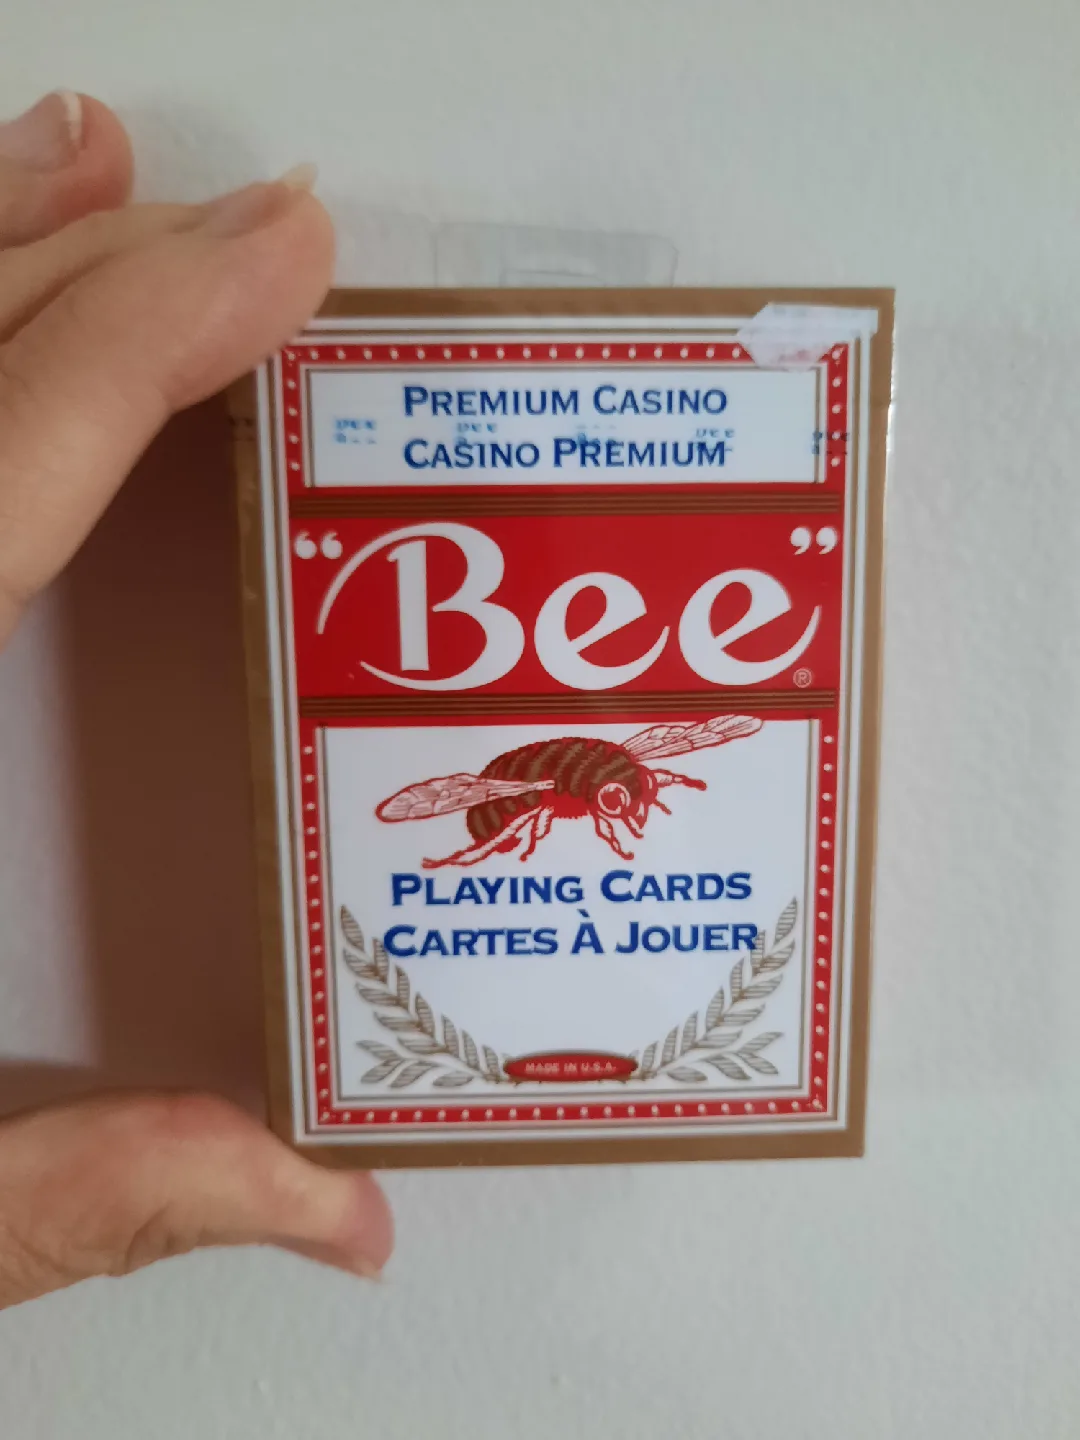 PREMIUM CASINO
CASINO PREMIUM
“Bee”®
PLAYING CARDS
CARTES À JOUER
MADE IN U.S.A.